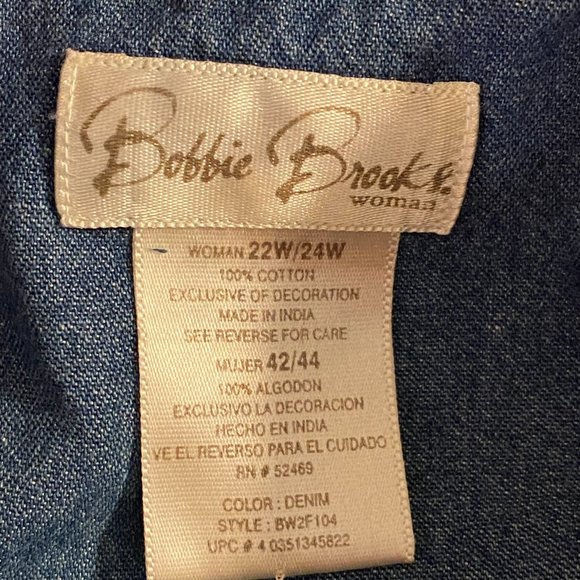 Bobbie Brooks.
woman
WOMAN 22W/24W
100% COTTON
EXCLUSIVE OF DECORATION
MADE IN INDIA
SEE REVERSE FOR CARE
MUJER 42/44
100% ALGODON
EXCLUSIVO LA DECORACION
HECHO EN INDIA
VE EL REVERSO PARA EL CUIDADO
RN # 52469
COLOR : DENIM
STYLE : BW2F104
UPC # 4 0351345822